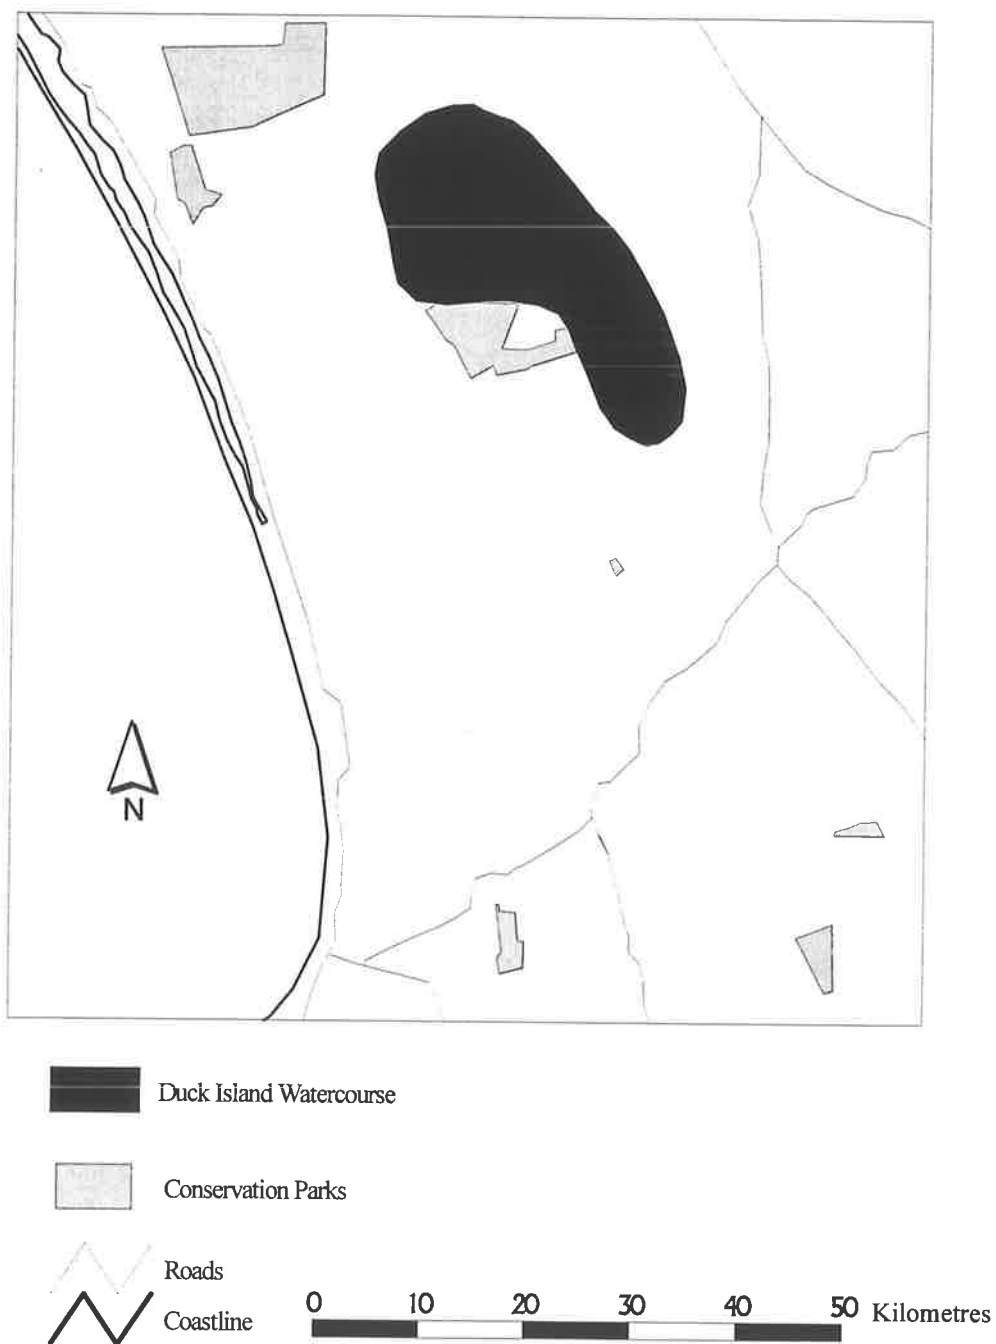 N
Duck Island Watercourse
Conservation Parks
Roads
Coastline
0 10 20 30 40 50 Kilometres